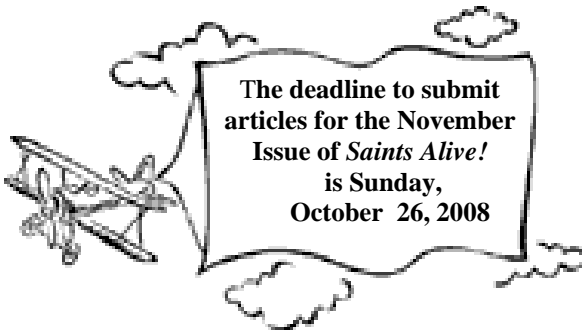 The deadline to submit
articles for the November
Issue of Saints Alive!
is Sunday,
October 26, 2008